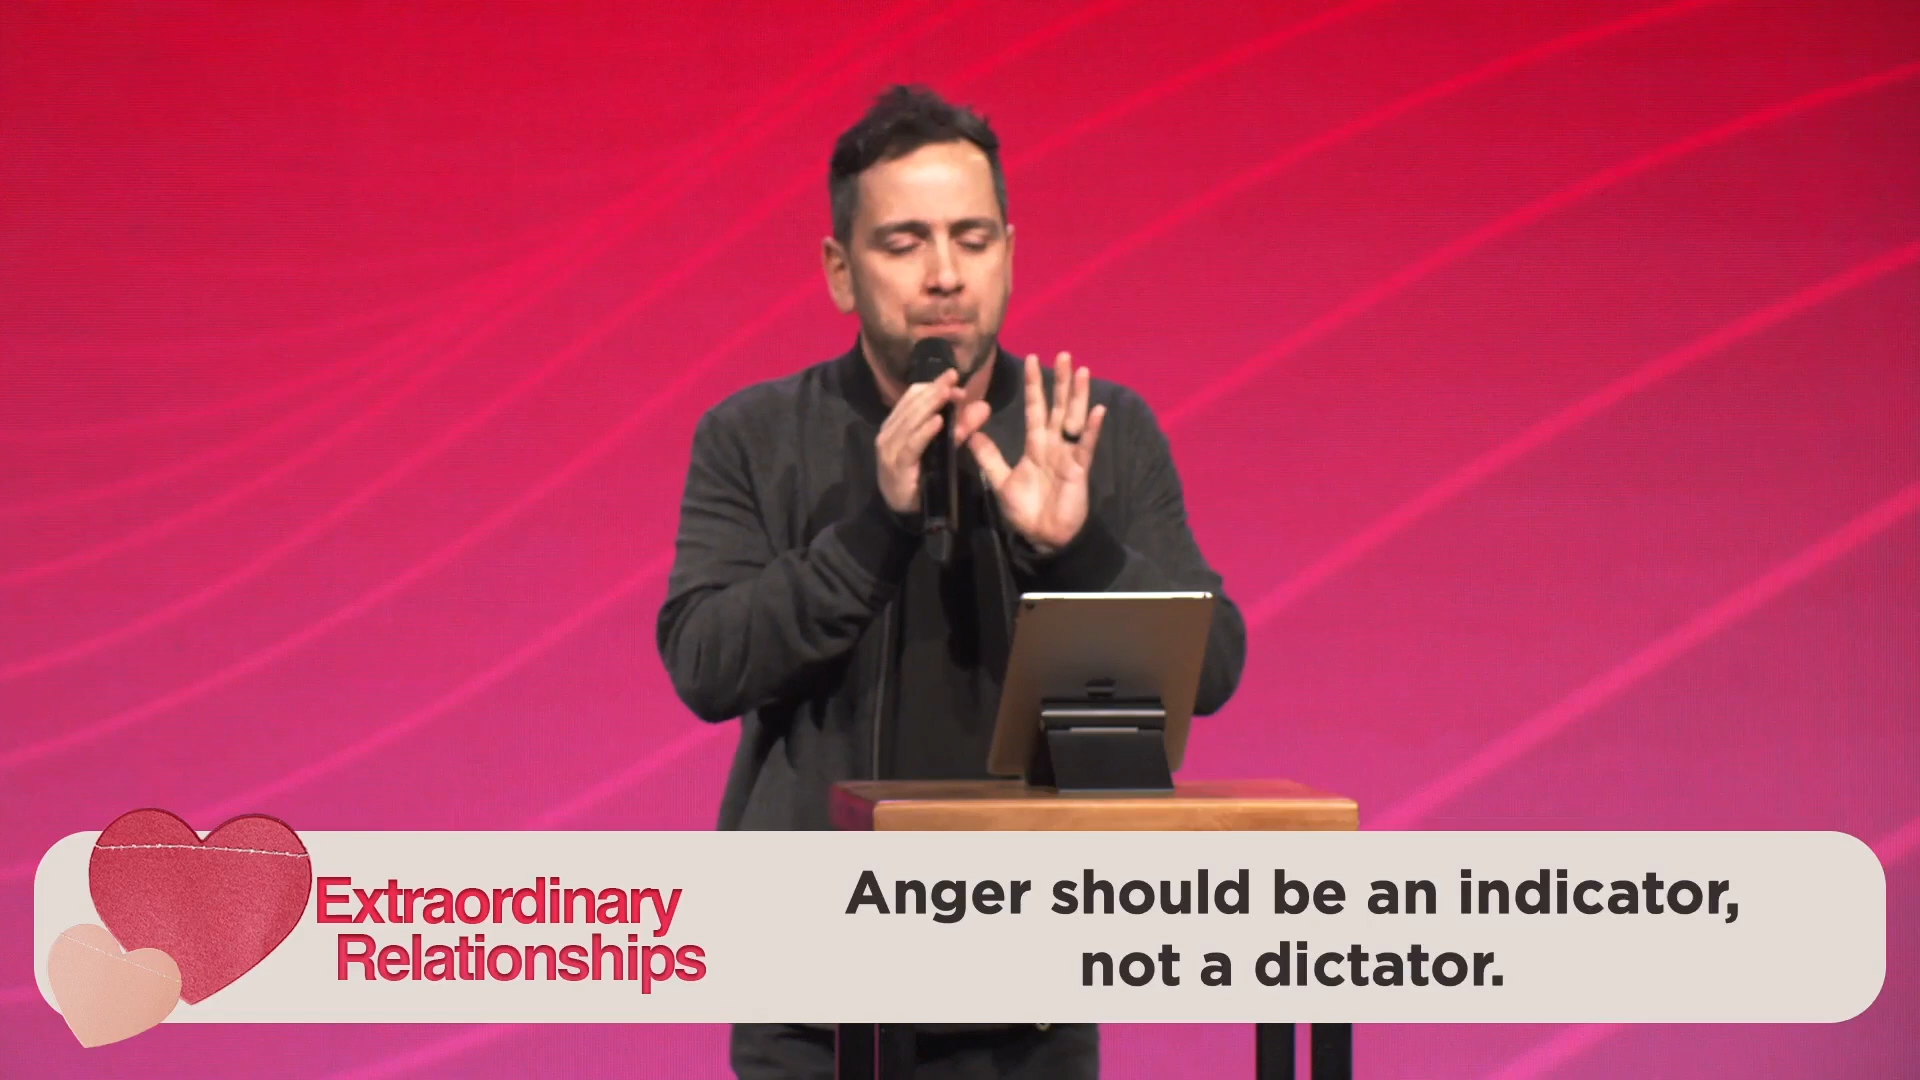 Extraordinary
Relationships
Anger should be an indicator,
not a dictator.